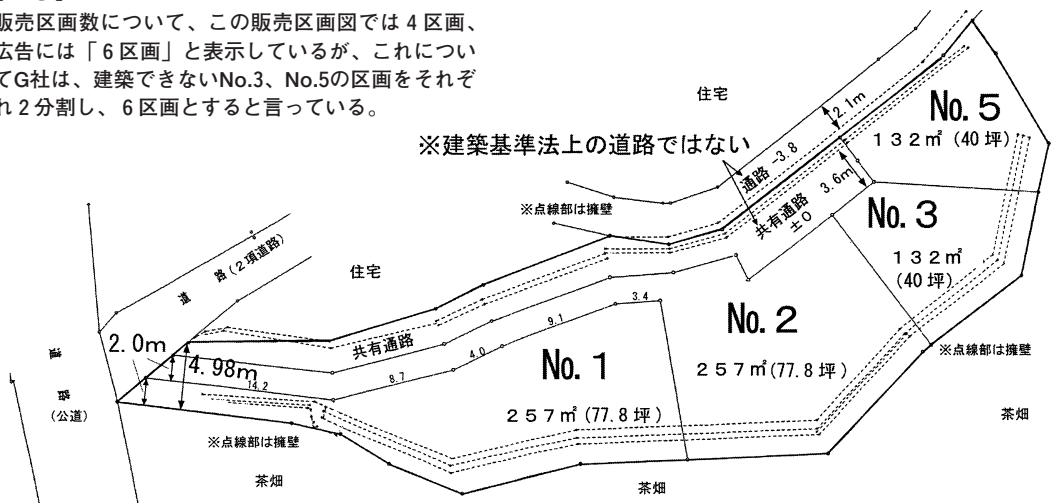 販売区画数について、この販売区画図では４区画、
広告には「６区画」と表示しているが、これについ
てG社は、建築できないNo.3、No.5の区画をそれぞ
れ２分割し、６区画とすると言っている。
住宅
2.1m
No. 5
132㎡(40坪)
※建築基準法上の道路ではない
通路 -3.8
3.6m
共有通路
±0
※点線部は擁壁
No. 3
132㎡
(40坪)
道 路(2項道路)
住宅
No. 2
257㎡(77.8坪)
※点線部は擁壁
3.4
9.1
共有通路
4.0
No. 1
257㎡(77.8坪)
道 路
(公道)
2.0m
4.98m
14.2
8.7
※点線部は擁壁
茶畑
茶畑
茶畑